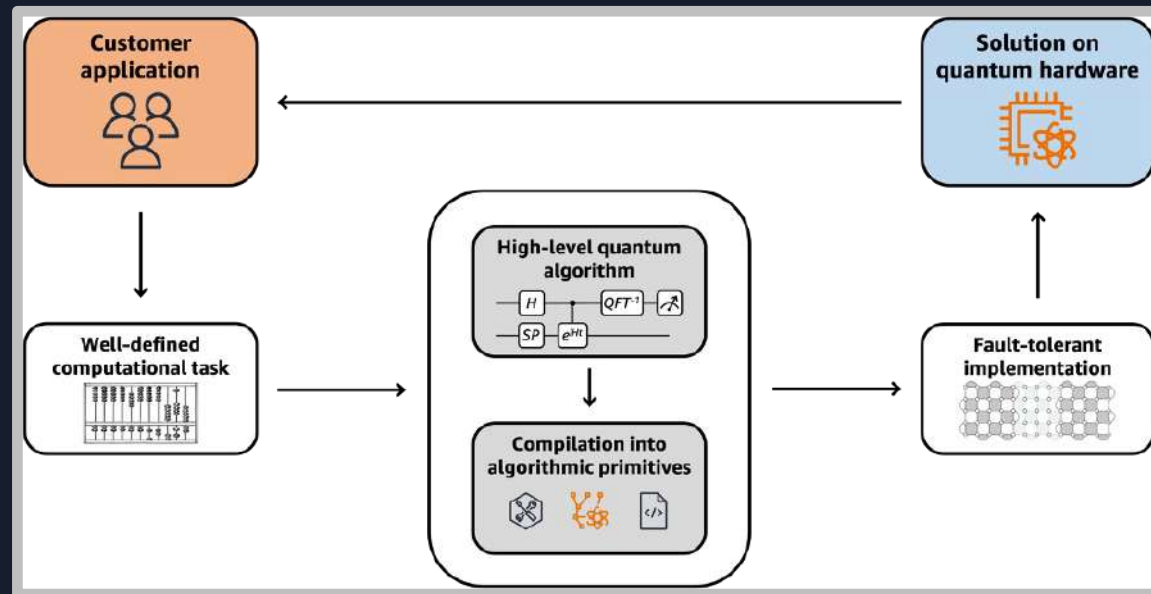 Customer
application
Solution on
quantum hardware
High-level quantum
algorithm
H
QFT⁻¹
SP
eᴴᵗ
Well-defined
computational task
Compilation into
algorithmic primitives
</>
Fault-tolerant
implementation